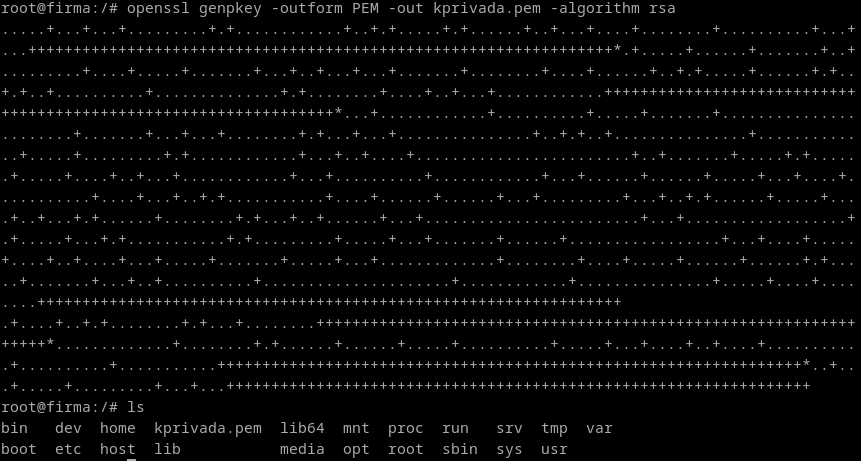 root@firma:/# openssl genpkey -outform PEM -out kprivada.pem -algorithm rsa
root@firma:/# ls
bin   dev  home  kprivada.pem  lib64  mnt  proc  run   srv  tmp  var
boot  etc  host  lib           media  opt  root  sbin  sys  usr